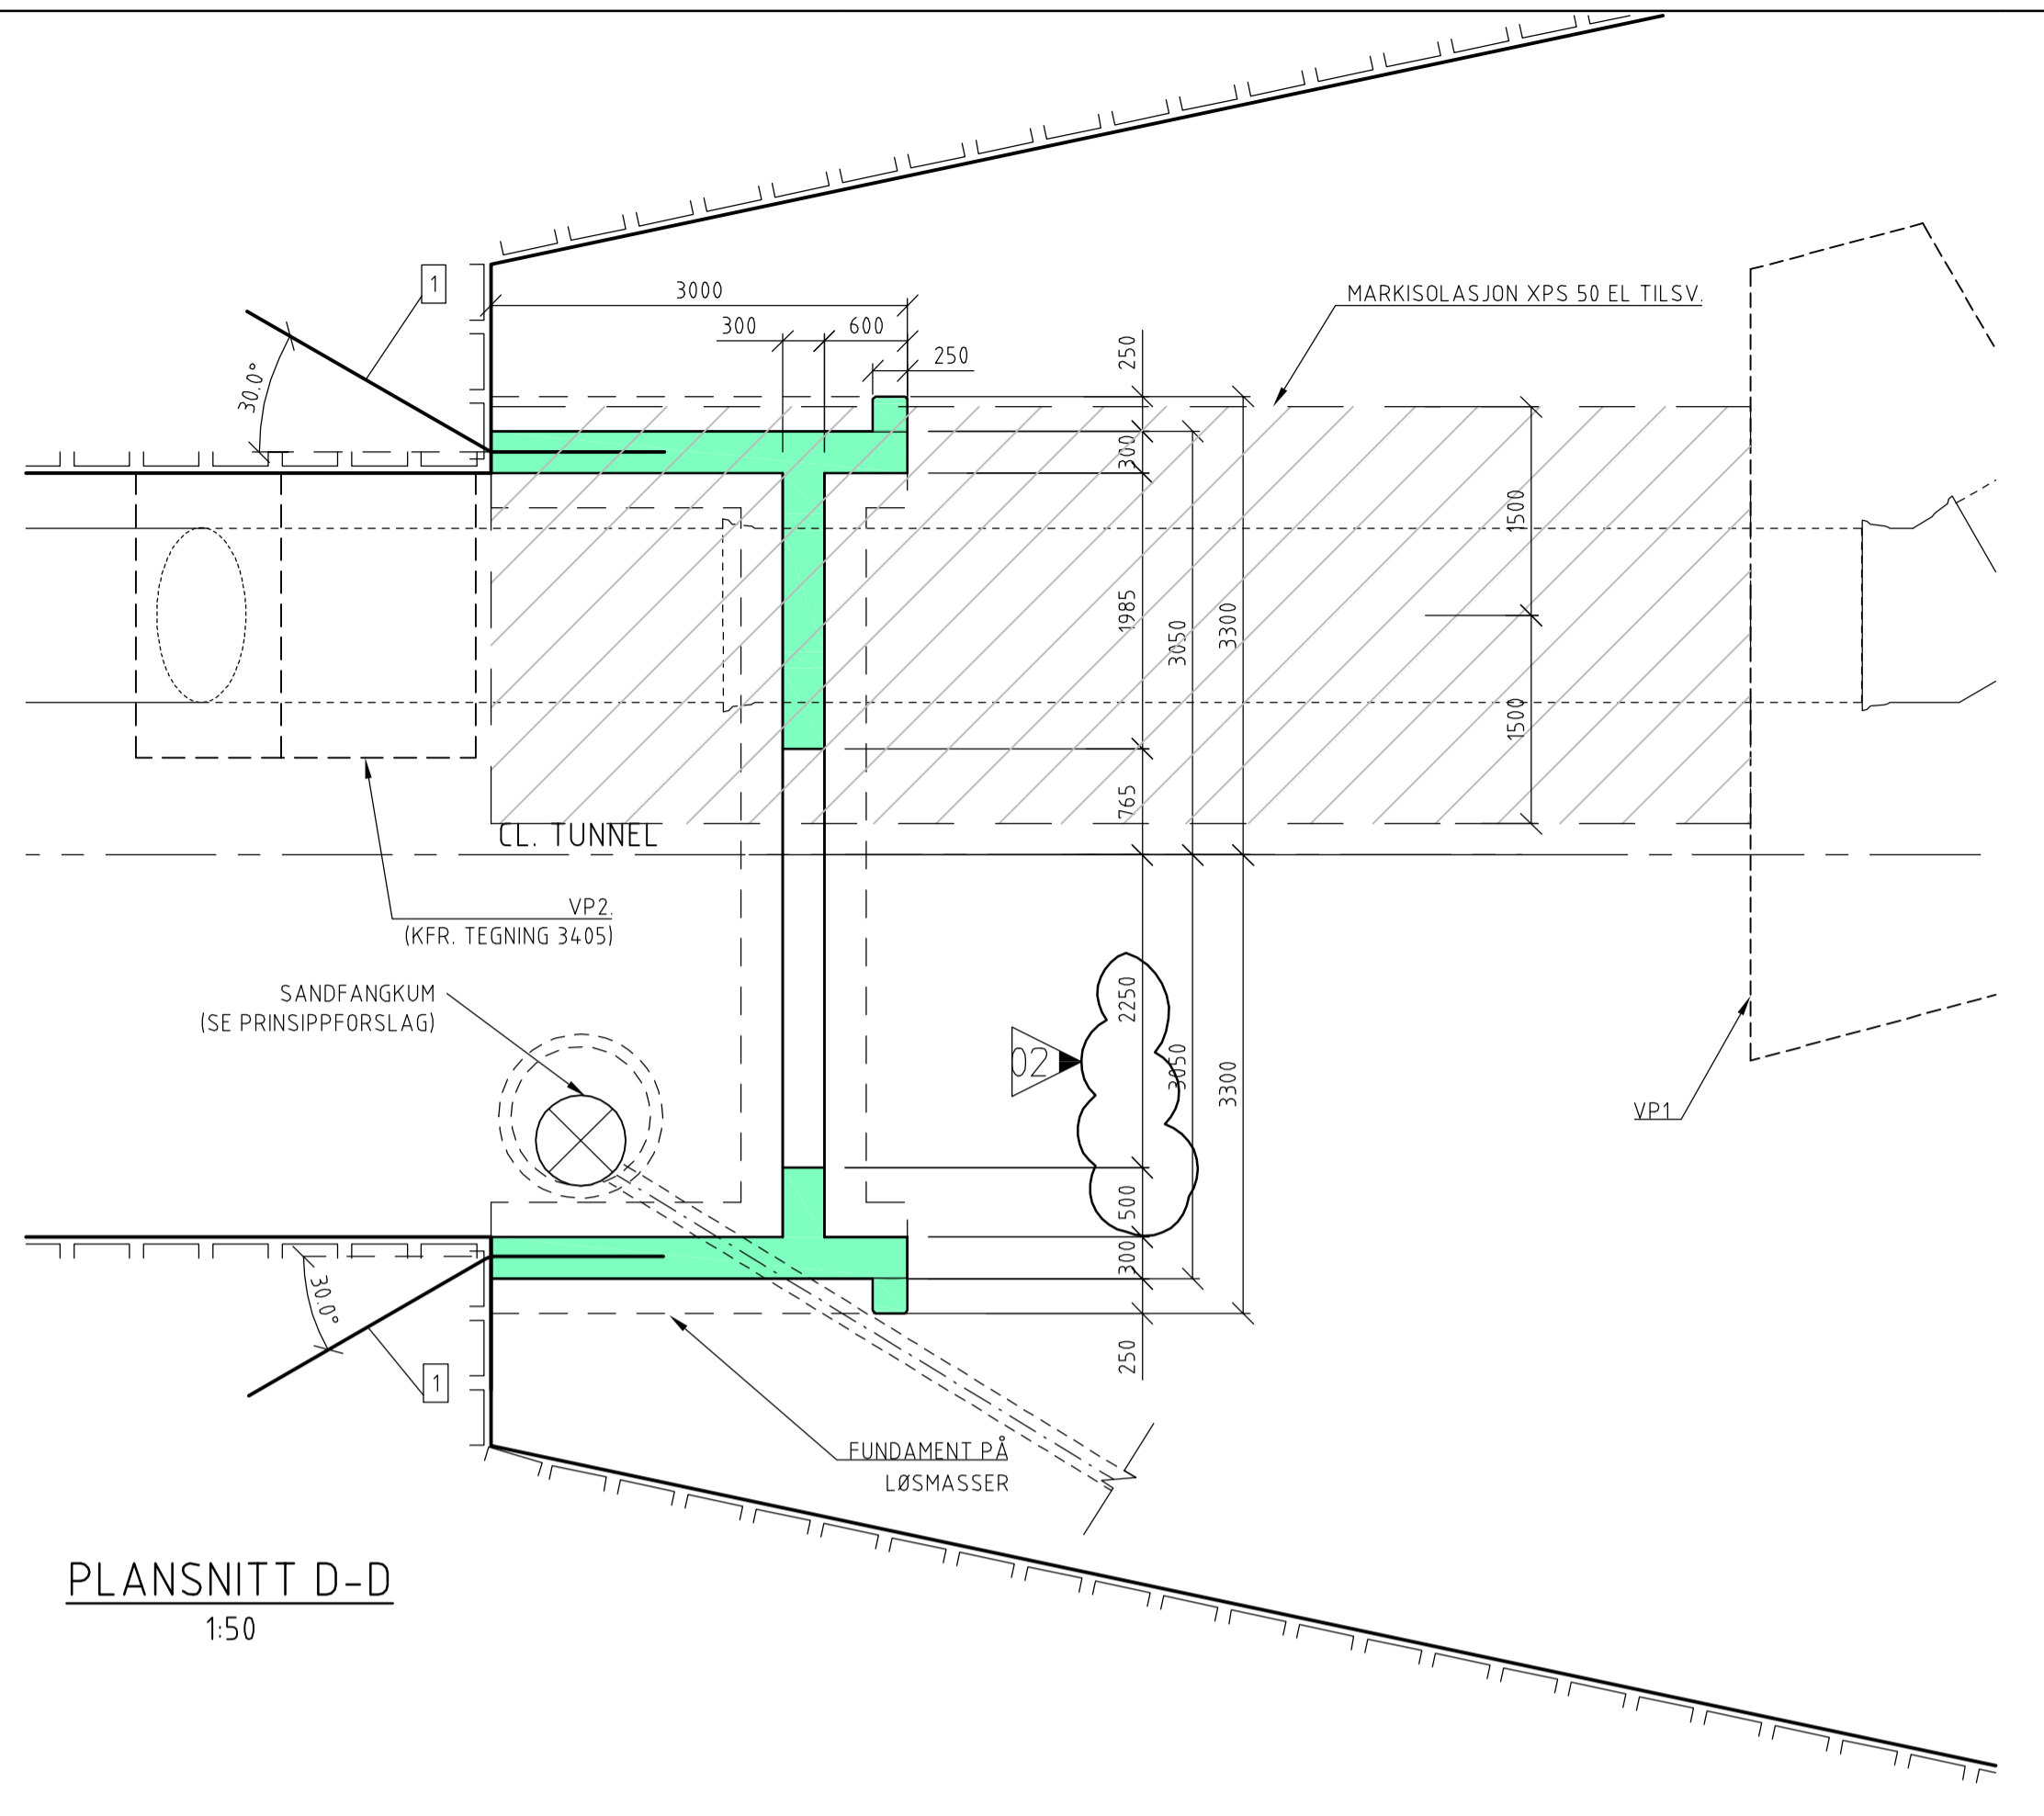 1
3000
MARKISOLASJON XPS 50 EL TILSV.
300
600
250
250
30.0°
300
1500
1985
3050
3300
1500
765
CL. TUNNEL
VP2.
(KFR. TEGNING 3405)
SANDFANGKUM
(SE PRINSIPPFORSLAG)
2250
02
3050
3300
VP1
500
300
30.0°
250
1
FUNDAMENT PÅ
LØSMASSER
PLANSNITT D-D
1:50